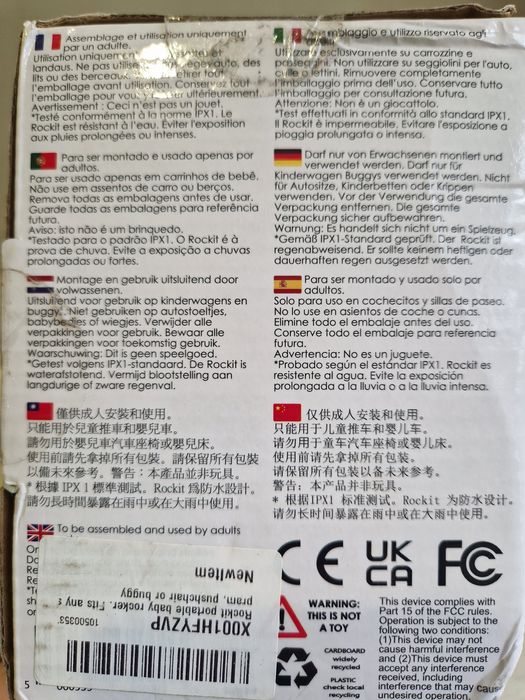 Assemblage et utilisation uniquement
par un adulte.
Utilisation uniquement
landaus. Ne pas utiliser
lits ou des berceaux. Retirer tout
l'emballage avant utilisation. Conservez tout
l'emballage pour vous y ultérieurement.
Avertissement : Ceci n'est pas un jouet.
*Testé conformément à la norme IPX1. Le
Rockit est résistant à l'eau. Éviter l'exposition
aux pluies prolongées ou intenses.
Assemblaggio e utilizzo riservato agli
Utilizzare esclusivamente su carrozzine e
passeggini. Non utilizzare su seggiolini per l'auto,
culle o lettini. Rimuovere completamente
l'imballaggio prima dell'uso. Conservare tutto
l'imballaggio per consultazione futura.
Attenzione: Non è un giocattolo.
*Test effettuati in conformità allo standard IPX1.
Il Rockit è impermeabile. Evitare l'esposizione a
pioggia prolungata o intensa.
Para ser montado e usado apenas por
adultos.
Para ser usado apenas em carrinhos de bebê.
Não use em assentos de carro ou berços.
Remova todas as embalagens antes de usar.
Guarde todas as embalagens para referência
futura.
Aviso: isto não é um brinquedo.
*Testado para o padrão IPX1. O Rockit é à
prova de chuva. Evite a exposição a chuvas
prolongadas ou fortes.
Darf nur von Erwachsenen montiert und
verwendet werden. Darf nur für
Kinderwagen Buggys verwendet werden. Nicht
für Autositze, Kinderbetten oder Krippen
verwenden. Vor der Verwendung die gesamte
Verpackung entfernen. Die gesamte
Verpackung sicher aufbewahren.
Warnung: Es handelt sich nicht um ein Spielzeug.
*Gemäß IPX1-Standard geprüft. Der Rockit ist
regenabweisend. Er sollte keinem heftigen oder
dauerhaften regen ausgesetzt werden.
Montage en gebruik uitsluitend door
volwassenen.
Uitsluitend voor gebruik op kinderwagens en
buggy. Niet gebruiken op autostoeltjes,
babybedjes of wiegjes. Verwijder alle
verpakkingen voor gebruik. Bewaar alle
verpakkingen voor toekomstig gebruik.
Waarschuwing: Dit is geen speelgoed.
*Getest volgens IPX1-standard. De Rockit is
waterafstotend. Vermijd blootstelling aan
langdurige of zware regenval.
Para ser montado y usado solo por
adultos.
Solo para uso en cochecitos y sillas de paseo.
No lo use en asientos de coche o cunas.
Elimine todo el embalaje antes del uso.
Conserve todo el embalaje para referencia
futura.
Advertencia: No es un juguete.
*Probado según el estándar IPX1. Rockit es
resistente al agua. Evite la exposición
prolongada a la lluvia o a la lluvia intensa.
僅供成人安裝和使用。
只能用於兒童推車和嬰兒車。
請勿用於嬰兒車汽車座椅或嬰兒床。
使用前請先拿掉所有包裝。請保留所有包裝
以備未來參考。警告：本產品並非玩具。
* 根據 IPX 1 標準測試。Rockit 爲防水設計。
請勿長時間暴露在雨中或在大雨中使用。
仅供成人安装和使用。
只能用于儿童推车和婴儿车。
请勿用于童车汽车座椅或婴儿床。
使用前请先拿掉所有包装。
请保留所有包装以备未来参考。
警告：本产品并非玩具。
* 根据IPX1 标准测试。Rockit 为防水设计。
请勿长时间暴露在雨中或大雨中使用。
To be assembled and used by adults
X001HFYZVP
Rockit portable baby rocker. Fits any s
pram, pushchair or buggy
NewItem
10500353
CE UK CA FC
WARNING:
THIS IS NOT
A TOY
CARDBOARD
widely
recycled
PLASTIC
check local
recycling
This device complies with
Part 15 of the FCC rules.
Operation is subject to the
following two conditions:
(1)This device may not
cause harmful interference
and (2)This device must
accept any interference
received, including
interference that may cause
undesired operation
5